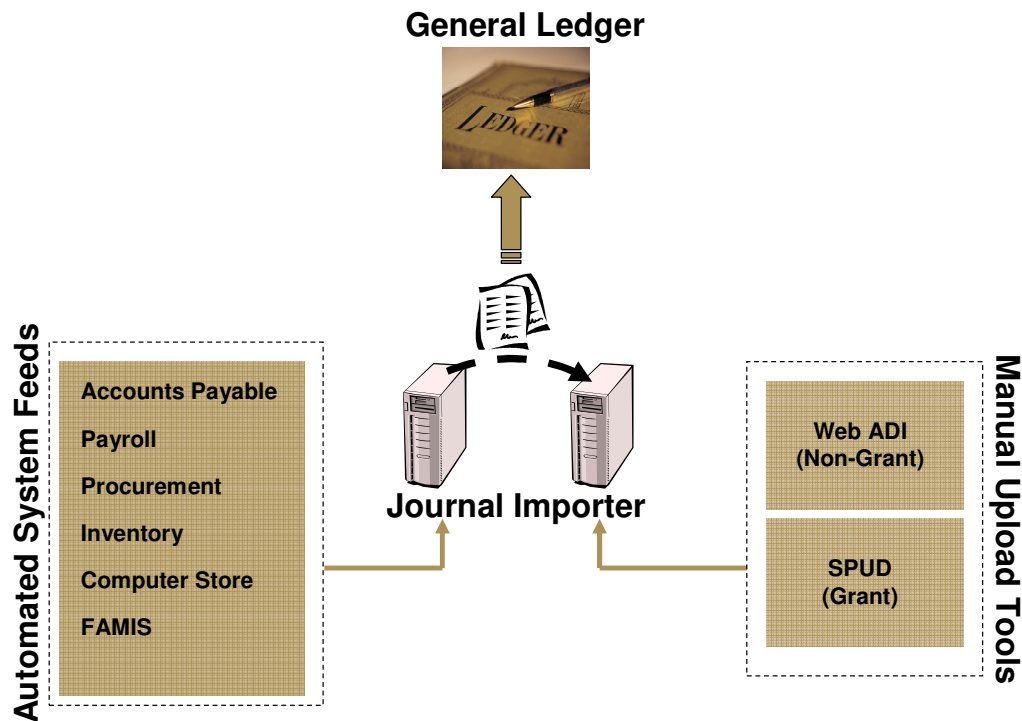 General Ledger
LEDGER
Automated System Feeds
Accounts Payable
Payroll
Procurement
Inventory
Computer Store
FAMIS
Journal Importer
Web ADI
(Non-Grant)
SPUD
(Grant)
Manual Upload Tools